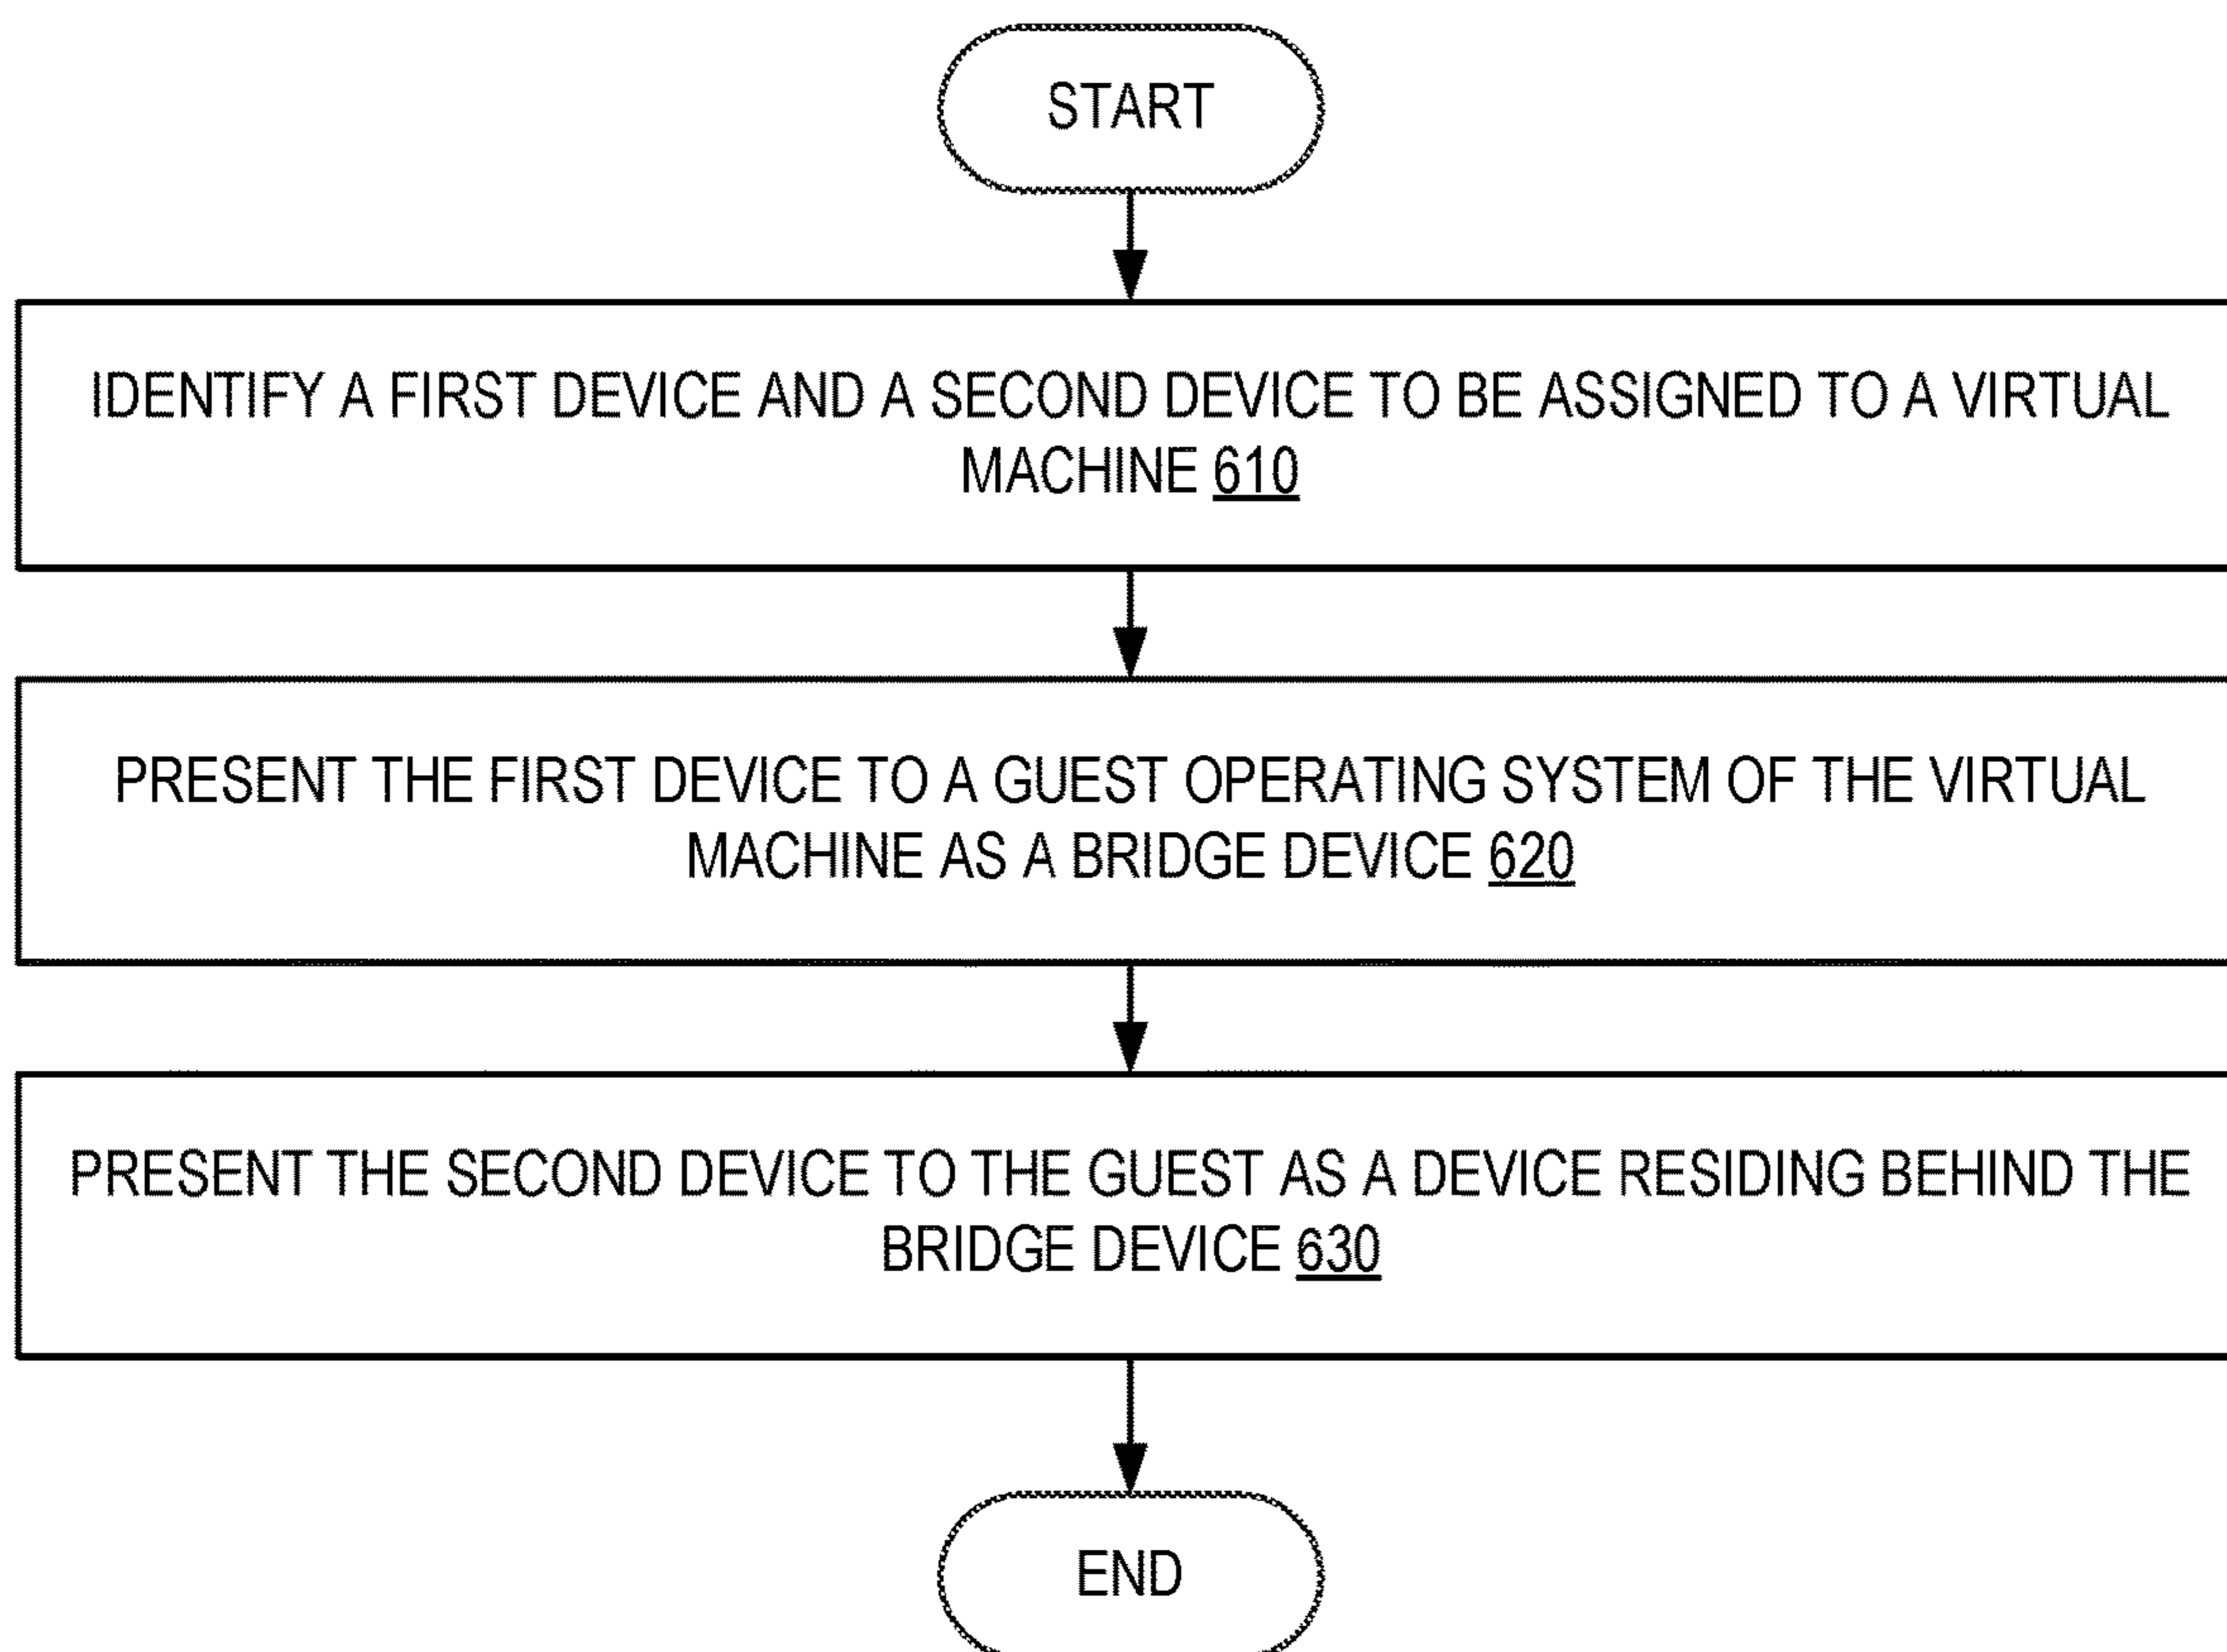 START
IDENTIFY A FIRST DEVICE AND A SECOND DEVICE TO BE ASSIGNED TO A VIRTUAL
MACHINE 610
PRESENT THE FIRST DEVICE TO A GUEST OPERATING SYSTEM OF THE VIRTUAL
MACHINE AS A BRIDGE DEVICE 620
PRESENT THE SECOND DEVICE TO THE GUEST AS A DEVICE RESIDING BEHIND THE
BRIDGE DEVICE 630
END